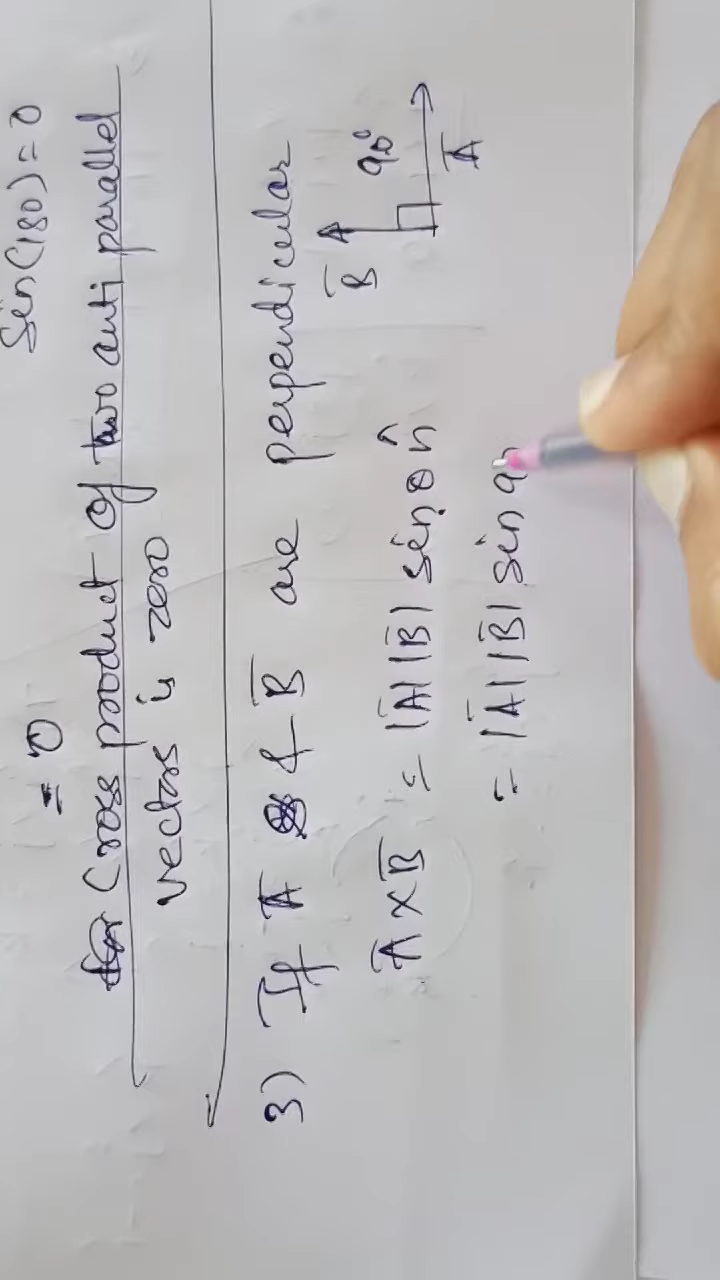 Sin(180)=0
= 0
Cross product of two anti parallel
vectors is zero
3) If A̅ & B̅ are perpendicular
B̅ 90° A̅
A̅ × B̅ = |A̅| |B̅| sin θ n̂
= |A̅| |B̅| sin 9